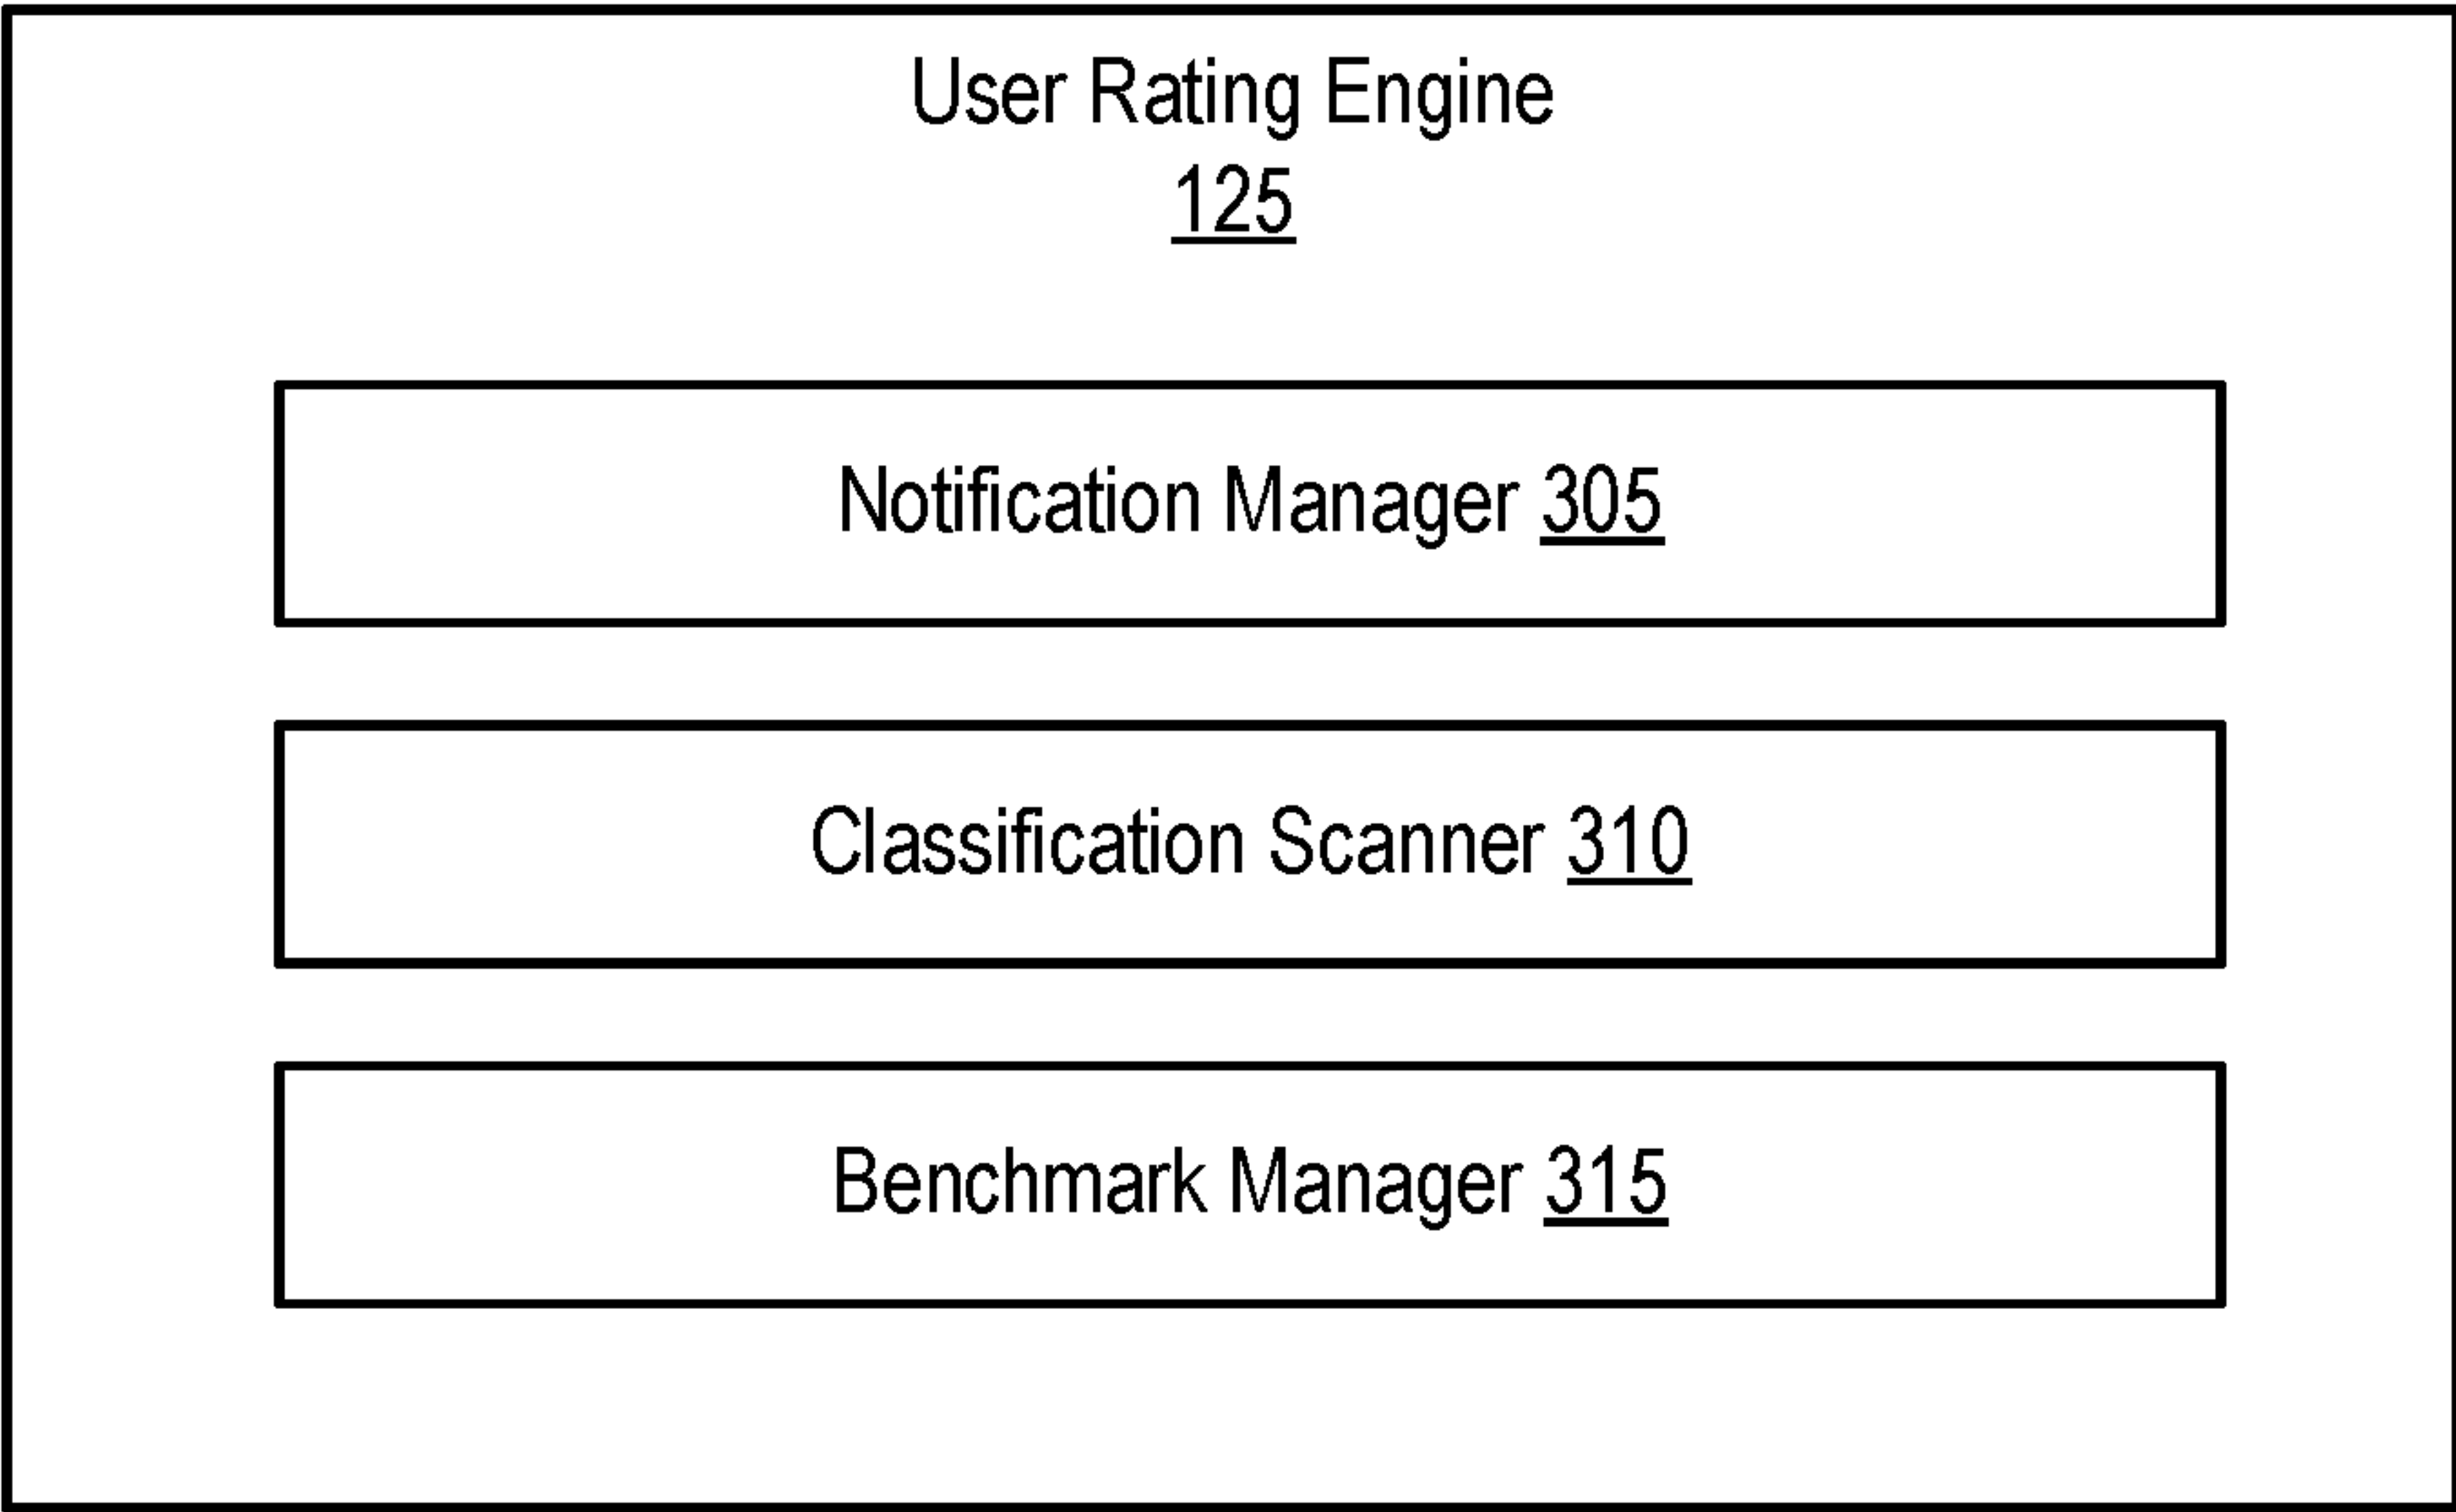 User Rating Engine
125
Notification Manager 305
Classification Scanner 310
Benchmark Manager 315